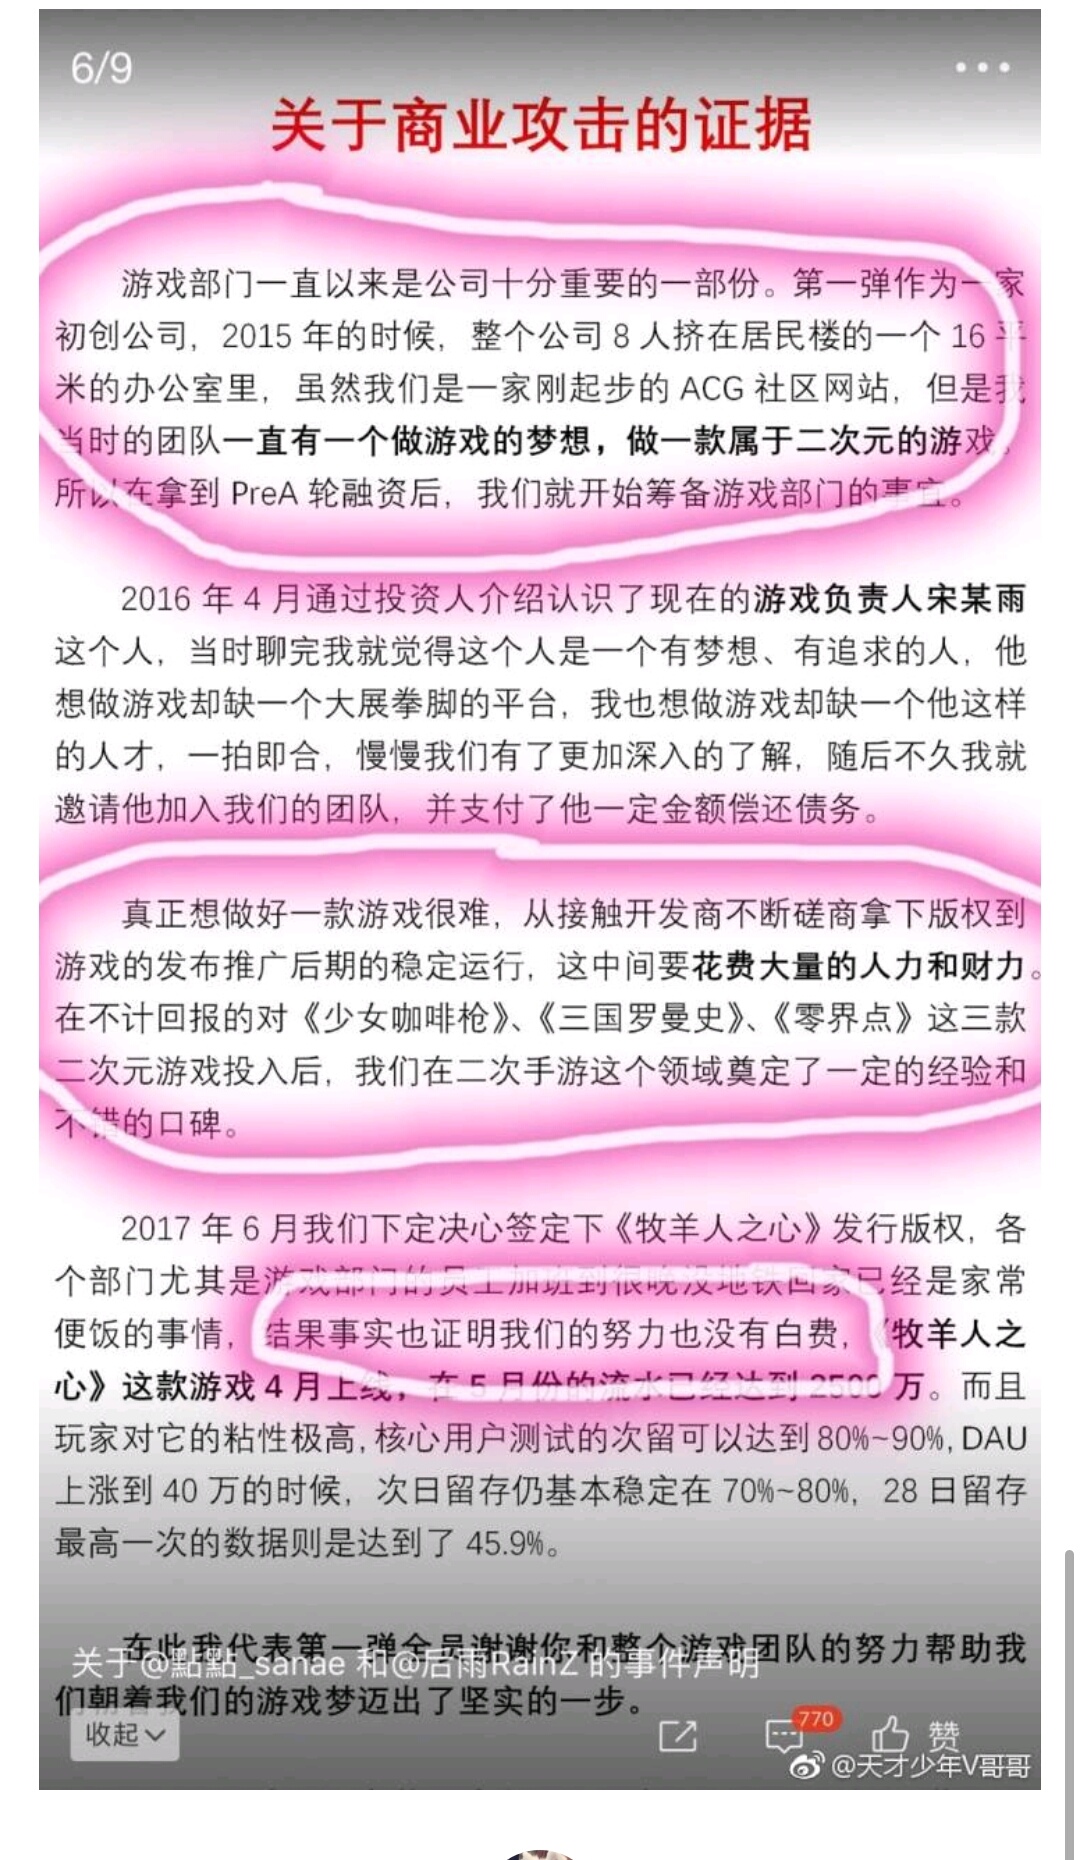 6/9
关于商业攻击的证据
游戏部门一直以来是公司十分重要的一部份。第一弹作为一家
初创公司，2015 年的时候，整个公司 8 人挤在居民楼的一个 16 平
米的办公室里，虽然我们是一家刚起步的 ACG 社区网站，但是我
当时的团队一直有一个做游戏的梦想，做一款属于二次元的游戏，
所以在拿到 PreA 轮融资后，我们就开始筹备游戏部门的事宜。
2016 年 4 月通过投资人介绍认识了现在的游戏负责人宋某雨
这个人，当时聊完我就觉得这个人是一个有梦想、有追求的人，他
想做游戏却缺一个大展拳脚的平台，我也想做游戏却缺一个他这样
的人才，一拍即合，慢慢我们有了更加深入的了解，随后不久我就
邀请他加入我们的团队，并支付了他一定金额偿还债务。
真正想做好一款游戏很难，从接触开发商不断磋商拿下版权到
游戏的发布推广后期的稳定运行，这中间要花费大量的人力和财力。
在不计回报的对《少女咖啡枪》、《三国罗曼史》、《零界点》这三款
二次元游戏投入后，我们在二次手游这个领域奠定了一定的经验和
不错的口碑。
2017 年 6 月我们下定决心签定下《牧羊人之心》发行版权，各
个部门尤其是游戏部门的员工加班到很晚没地铁回家已经是家常
便饭的事情，结果事实也证明我们的努力也没有白费，《牧羊人之
心》这款游戏 4 月上线，在 5 月份的流水已经达到 2500 万。而且
玩家对它的粘性极高，核心用户测试的次留可以达到 80%~90%，DAU
上涨到 40 万的时候，次日留存仍基本稳定在 70%~80%，28 日留存
最高一次的数据则是达到了 45.9%。
在此我代表第一弹全员谢谢你和整个游戏团队的努力帮助我
关于@點點_sanae 和@后雨RainZ 的事件声明
们朝着我们的游戏梦迈出了坚实的一步。
收起
770
赞
@天才少年V哥哥